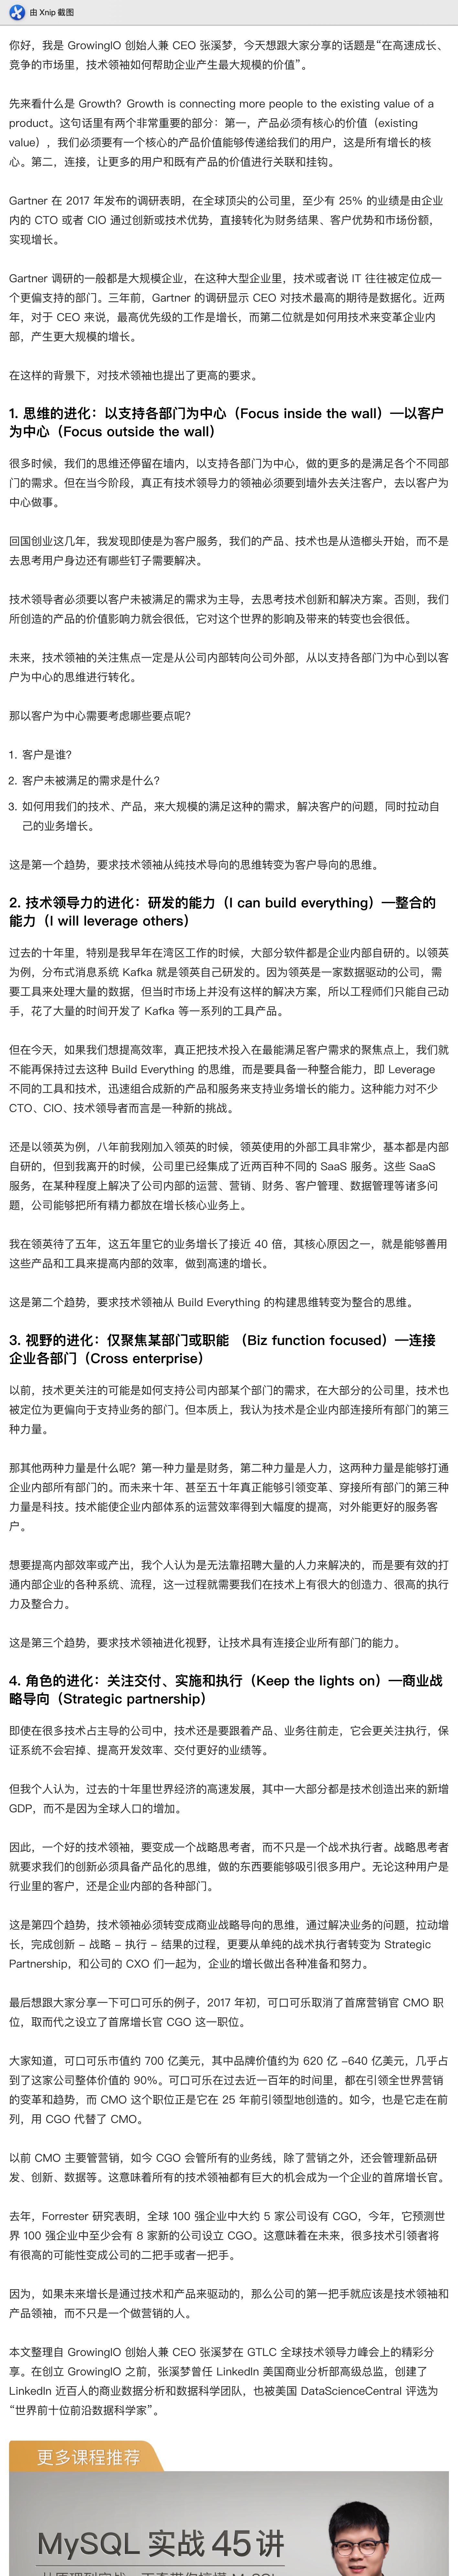 由 Xnip 截图
你好，我是 GrowingIO 创始人兼 CEO 张溪梦，今天想跟大家分享的话题是“在高速成长、
竞争的市场里，技术领袖如何帮助企业产生最大规模的价值”。
先来看什么是 Growth？Growth is connecting more people to the existing value of a
product。这句话里有两个非常重要的部分：第一，产品必须有核心的价值（existing
value），我们必须要有一个核心的产品价值能够传递给我们的用户，这是所有增长的核
心。第二，连接，让更多的用户和既有产品的价值进行关联和挂钩。
Gartner 在 2017 年发布的调研表明，在全球顶尖的公司里，至少有 25% 的业绩是由企业
内的 CTO 或者 CIO 通过创新或技术优势，直接转化为财务结果、客户优势和市场份额，
实现增长。
Gartner 调研的一般都是大规模企业，在这种大型企业里，技术或者说 IT 往往被定位成一
个更偏支持的部门。三年前，Gartner 的调研显示 CEO 对技术最高的期待是数据化。近两
年，对于 CEO 来说，最高优先级的工作是增长，而第二位就是如何用技术来变革企业内
部，产生更大规模的增长。
在这样的背景下，对技术领袖也提出了更高的要求。
1. 思维的进化：以支持各部门为中心（Focus inside the wall）—以客户
为中心（Focus outside the wall）
很多时候，我们的思维还停留在墙内，以支持各部门为中心，做的更多的是满足各个不同部
门的需求。但在当今阶段，真正有技术领导力的领袖必须要到墙外去关注客户，去以客户为
中心做事。
回国创业这几年，我发现即使是为客户服务，我们的产品、技术也是从造榔头开始，而不是
去思考用户身边还有哪些钉子需要解决。
技术领导者必须要以客户未被满足的需求为主导，去思考技术创新和解决方案。否则，我们
所创造的产品的价值影响力就会很低，它对这个世界的影响及带来的转变也会很低。
未来，技术领袖的关注焦点一定是从公司内部转向公司外部，从以支持各部门为中心到以客
户为中心的思维进行转化。
那以客户为中心需要考虑哪些要点呢？
1. 客户是谁？
2. 客户未被满足的需求是什么？
3. 如何用我们的技术、产品，来大规模的满足这种的需求，解决客户的问题，同时拉动自
己的业务增长。
这是第一个趋势，要求技术领袖从纯技术导向的思维转变为客户导向的思维。
2. 技术领导力的进化：研发的能力（I can build everything）—整合的
能力（I will leverage others）
过去的十年里，特别是我早年在湾区工作的时候，大部分软件都是企业内部自研的。以领英
为例，分布式消息系统 Kafka 就是领英自己研发的。因为领英是一家数据驱动的公司，需
要工具来处理大量的数据，但当时市场上并没有这样的解决方案，所以工程师们只能自己动
手，花了大量的时间开发了 Kafka 等一系列的工具产品。
但在今天，如果我们想提高效率，真正把技术投入在最能满足客户需求的聚焦点上，我们就
不能再保持过去这种 Build Everything 的思维，而是要具备一种整合能力，即 Leverage
不同的工具和技术，迅速组合成新的产品和服务来支持业务增长的能力。这种能力对不少
CTO、CIO、技术领导者而言是一种新的挑战。
还是以领英为例，八年前我刚加入领英的时候，领英使用的外部工具非常少，基本都是内部
自研的，但到我离开的时候，公司里已经集成了近两百种不同的 SaaS 服务。这些 SaaS
服务，在某种程度上解决了公司内部的运营、营销、财务、客户管理、数据管理等诸多问
题，公司能够把所有精力都放在增长核心业务上。
我在领英待了五年，这五年里它的业务增长了接近 40 倍，其核心原因之一，就是能够善用
这些产品和工具来提高内部的效率，做到高速的增长。
这是第二个趋势，要求技术领袖从 Build Everything 的构建思维转变为整合的思维。
3. 视野的进化：仅聚焦某部门或职能 （Biz function focused）—连接
企业各部门（Cross enterprise）
以前，技术更关注的可能是如何支持公司内部某个部门的需求，在大部分的公司里，技术也
被定位为更偏向于支持业务的部门。但本质上，我认为技术是企业内部连接所有部门的第三
种力量。
那其他两种力量是什么呢？第一种力量是财务，第二种力量是人力，这两种力量是能够打通
企业内部所有部门的。而未来十年、甚至五十年真正能够引领变革、穿接所有部门的第三种
力量是科技。技术能使企业内部体系的运营效率得到大幅度的提高，对外能更好的服务客
户。
想要提高内部效率或产出，我个人认为是无法靠招聘大量的人力来解决的，而是要有效的打
通内部企业的各种系统、流程，这一过程就需要我们在技术上有很大的创造力、很高的执行
力及整合力。
这是第三个趋势，要求技术领袖进化视野，让技术具有连接企业所有部门的能力。
4. 角色的进化：关注交付、实施和执行（Keep the lights on）—商业战
略导向（Strategic partnership）
即使在很多技术占主导的公司中，技术还是要跟着产品、业务往前走，它会更关注执行，保
证系统不会宕掉、提高开发效率、交付更好的业绩等。
但我个人认为，过去的十年里世界经济的高速发展，其中一大部分都是技术创造出来的新增
GDP，而不是因为全球人口的增加。
因此，一个好的技术领袖，要变成一个战略思考者，而不只是一个战术执行者。战略思考者
就要求我们的创新必须具备产品化的思维，做的东西要能够吸引很多用户。无论这种用户是
行业里的客户，还是企业内部的各种部门。
这是第四个趋势，技术领袖必须转变成商业战略导向的思维，通过解决业务的问题，拉动增
长，完成创新 – 战略 – 执行 – 结果的过程，更要从单纯的战术执行者转变为 Strategic
Partnership，和公司的 CXO 们一起为，企业的增长做出各种准备和努力。
最后想跟大家分享一下可口可乐的例子，2017 年初，可口可乐取消了首席营销官 CMO 职
位，取而代之设立了首席增长官 CGO 这一职位。
大家知道，可口可乐市值约 700 亿美元，其中品牌价值约为 620 亿 -640 亿美元，几乎占
到了这家公司整体价值的 90%。可口可乐在过去近一百年的时间里，都在引领全世界营销
的变革和趋势，而 CMO 这个职位正是它在 25 年前引领型地创造的。如今，也是它走在前
列，用 CGO 代替了 CMO。
以前 CMO 主要管营销，如今 CGO 会管所有的业务线，除了营销之外，还会管理新品研
发、创新、数据等。这意味着所有的技术领袖都有巨大的机会成为一个企业的首席增长官。
去年，Forrester 研究表明，全球 100 强企业中大约 5 家公司设有 CGO，今年，它预测世
界 100 强企业中至少会有 8 家新的公司设立 CGO。这意味着在未来，很多技术引领者将
有很高的可能性变成公司的二把手或者一把手。
因为，如果未来增长是通过技术和产品来驱动的，那么公司的第一把手就应该是技术领袖和
产品领袖，而不只是一个做营销的人。
本文整理自 GrowingIO 创始人兼 CEO 张溪梦在 GTLC 全球技术领导力峰会上的精彩分
享。在创立 GrowingIO 之前，张溪梦曾任 LinkedIn 美国商业分析部高级总监，创建了
LinkedIn 近百人的商业数据分析和数据科学团队，也被美国 DataScienceCentral 评选为
“世界前十位前沿数据科学家”。
更多课程推荐
MySQL 实战 45 讲